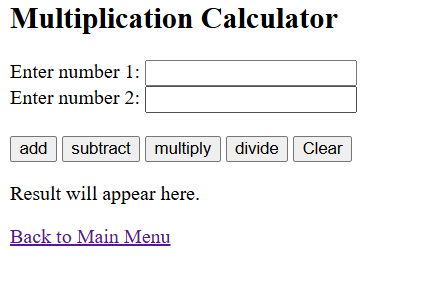 Multiplication Calculator
Enter number 1:
Enter number 2:
add subtract multiply divide Clear
Result will appear here.
Back to Main Menu